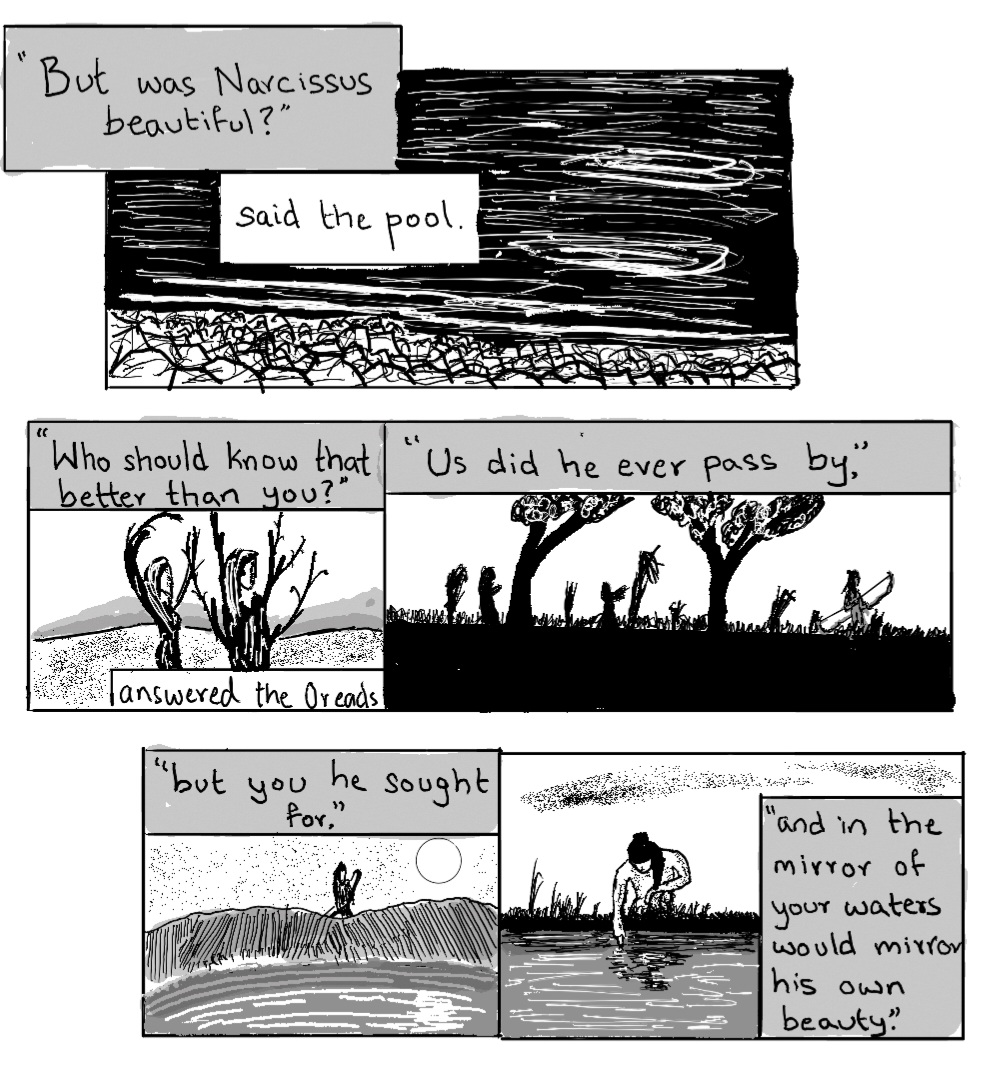 "But was Narcissus
beautiful?"
said the pool.
"Who should know that
better than you?"
answered the Oreads
"Us did he ever pass by,"
"but you he sought
for,"
"and in the
mirror of
your waters
would mirror
his own
beauty."